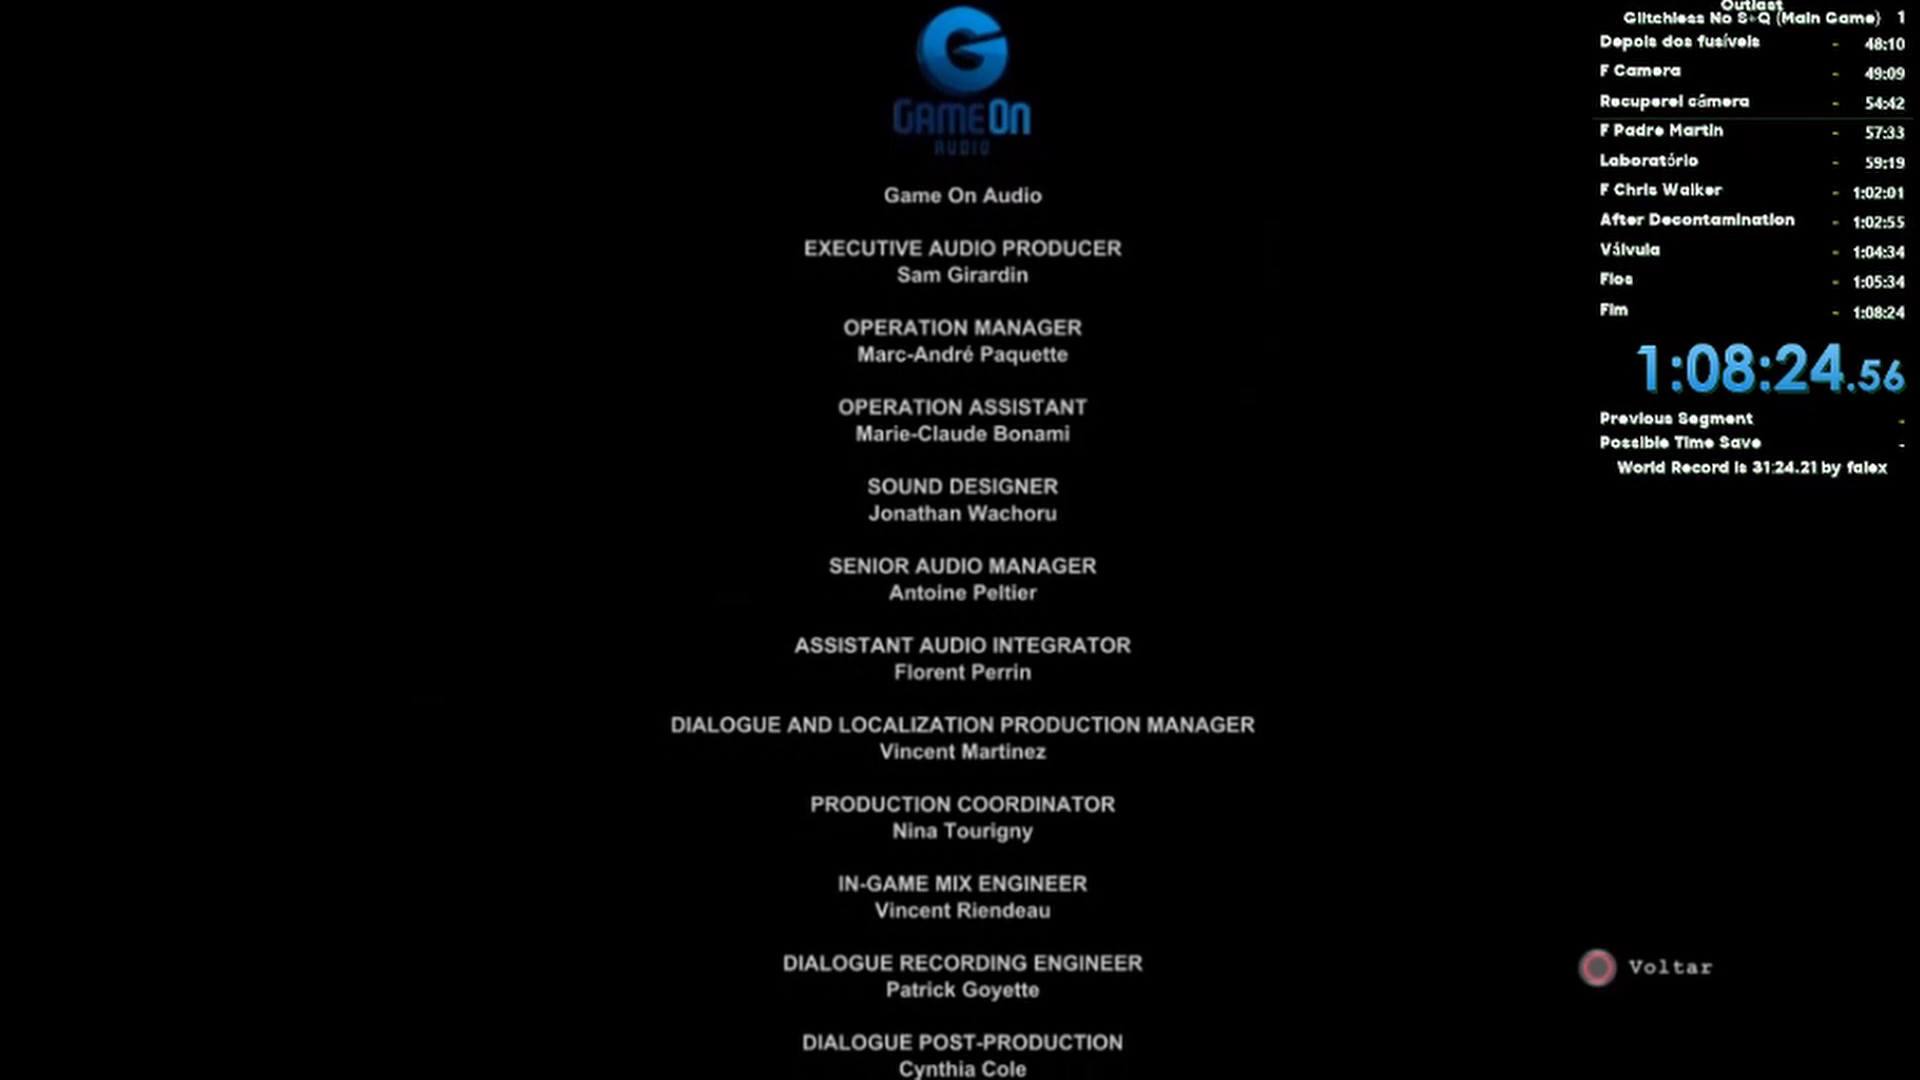 GAMEON
AUDIO
Game On Audio
EXECUTIVE AUDIO PRODUCER
Sam Girardin
OPERATION MANAGER
Marc-André Paquette
OPERATION ASSISTANT
Marie-Claude Bonami
SOUND DESIGNER
Jonathan Wachoru
SENIOR AUDIO MANAGER
Antoine Peltier
ASSISTANT AUDIO INTEGRATOR
Florent Perrin
DIALOGUE AND LOCALIZATION PRODUCTION MANAGER
Vincent Martinez
PRODUCTION COORDINATOR
Nina Tourigny
IN-GAME MIX ENGINEER
Vincent Riendeau
DIALOGUE RECORDING ENGINEER
Patrick Goyette
DIALOGUE POST-PRODUCTION
Cynthia Cole
Outlast
Glitchless No S+Q (Main Game) 1
Depois dos fusíveis - 48:10
F Camera - 49:09
Recuperei câmera - 54:42
F Padre Martin - 57:33
Laboratório - 59:19
F Chris Walker - 1:02:01
After Decontamination - 1:02:55
Válvula - 1:04:34
Fios - 1:05:34
Fim - 1:08:24
1:08:24.56
Previous Segment -
Possible Time Save -
World Record is 31:24.21 by falex
Voltar